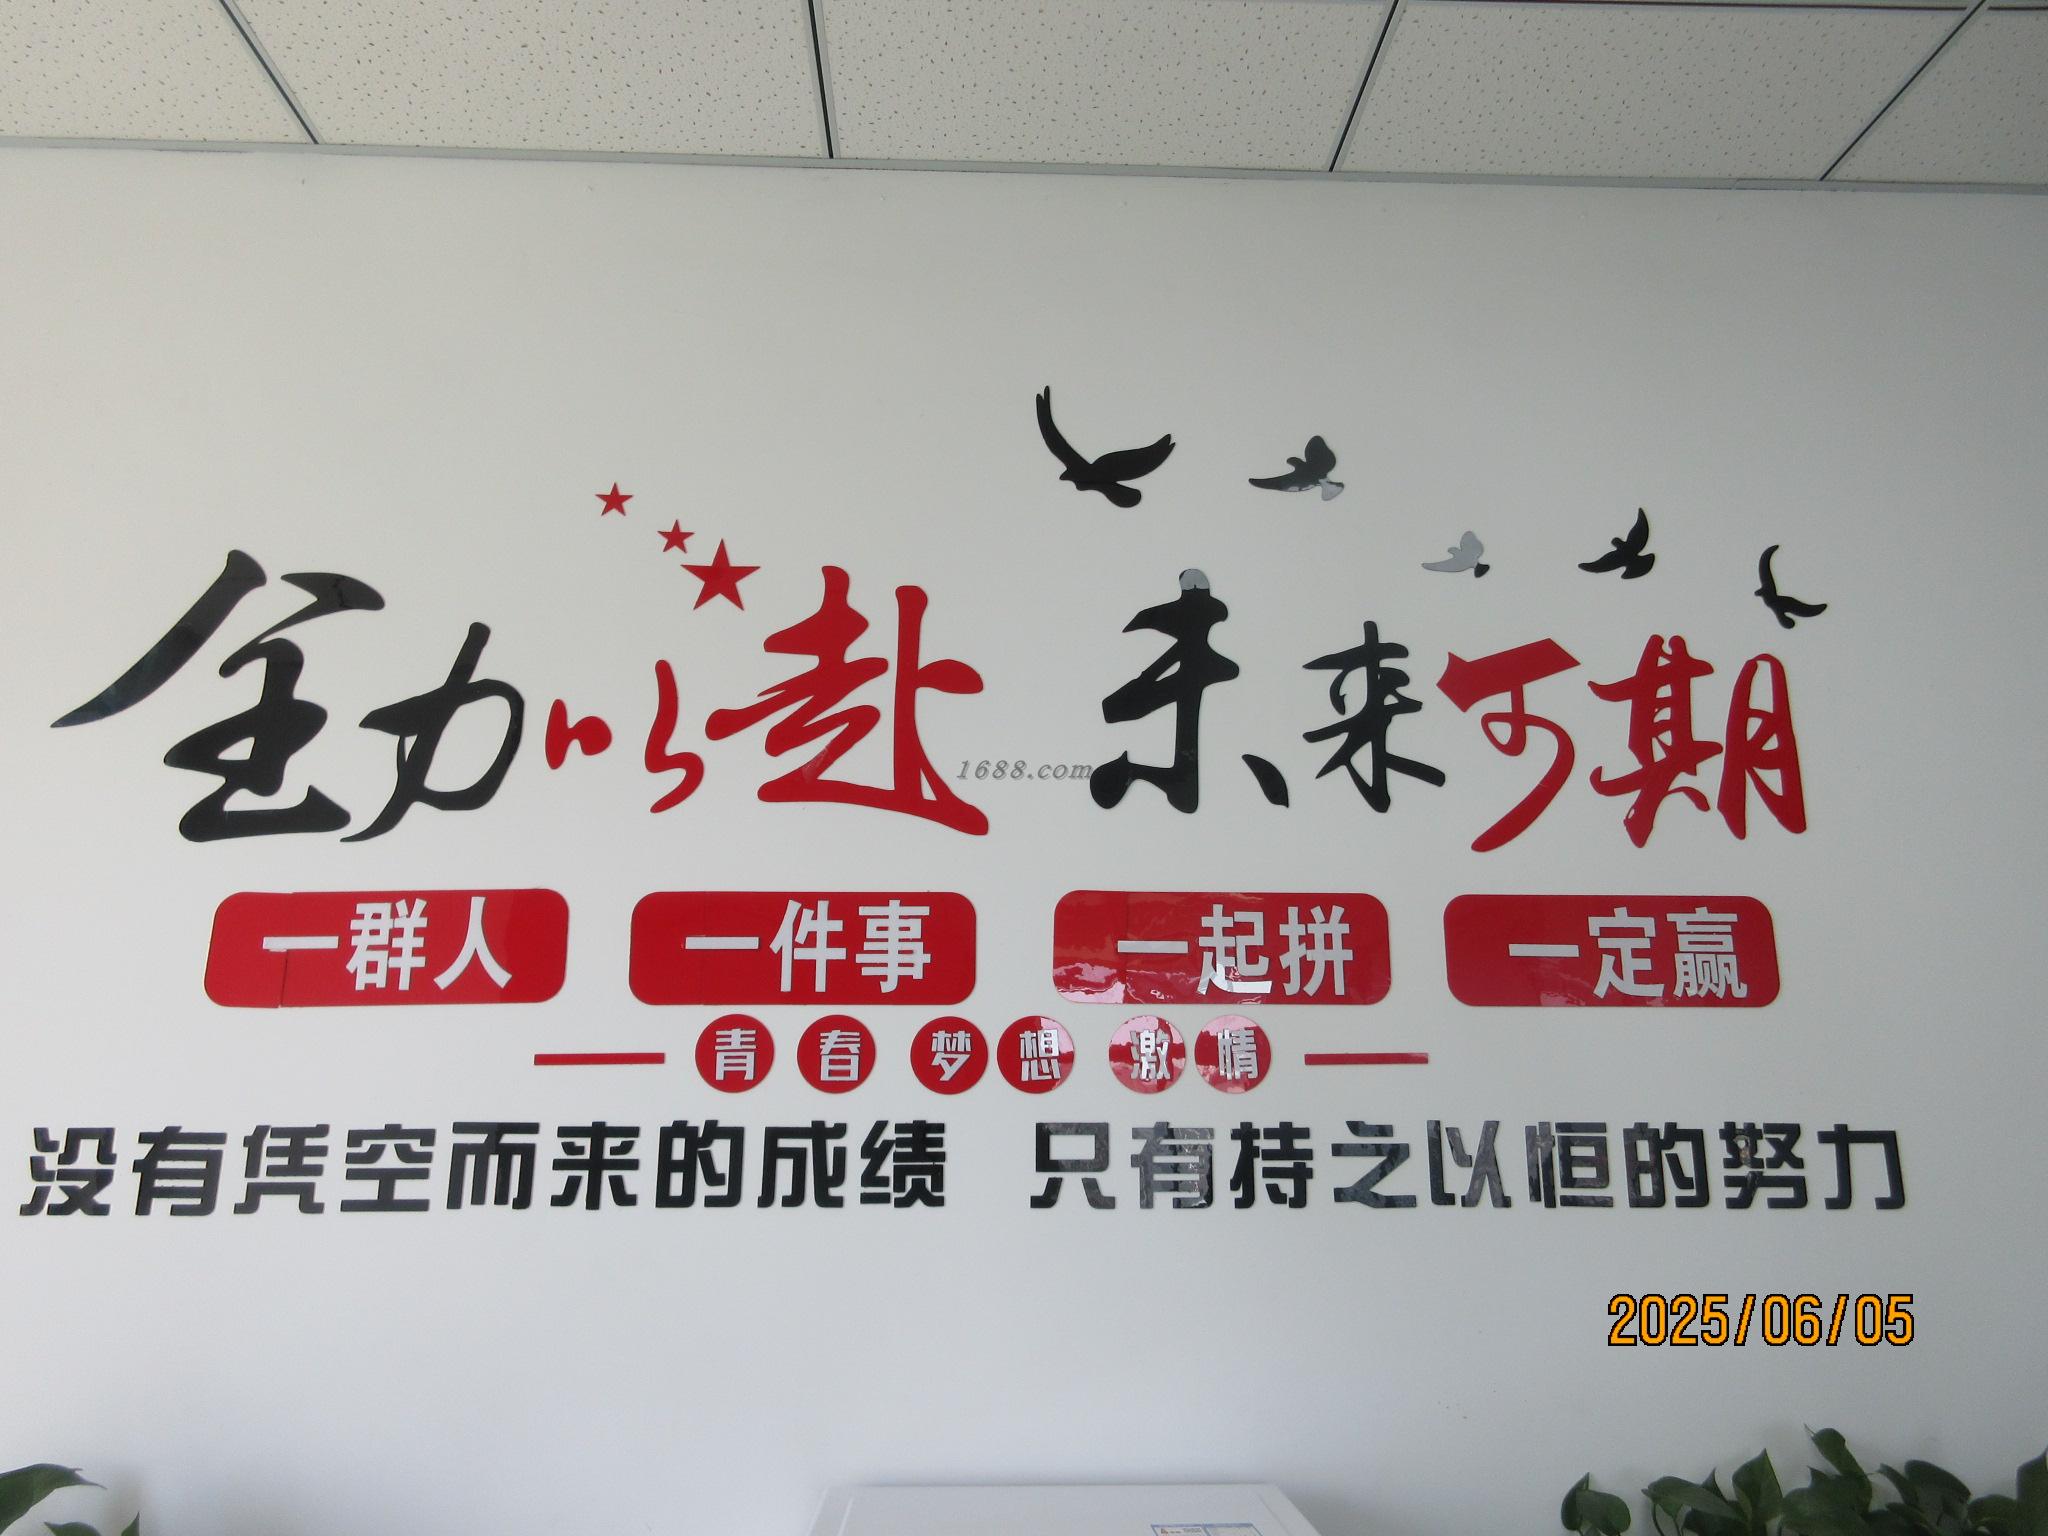 全力以赴 未来可期
1688.com
一群人 一件事 一起拼 一定赢
青春 梦想 激情
没有凭空而来的成绩 只有持之以恒的努力
2025/06/05